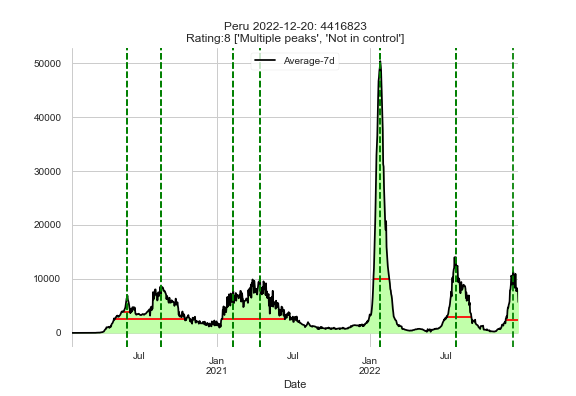 Peru 2022-12-20: 4416823
Rating:8 ['Multiple peaks', 'Not in control']
Average-7d
50000
40000
30000
20000
10000
0
Jul
Jan
2021
Jul
Jan
2022
Jul
Date